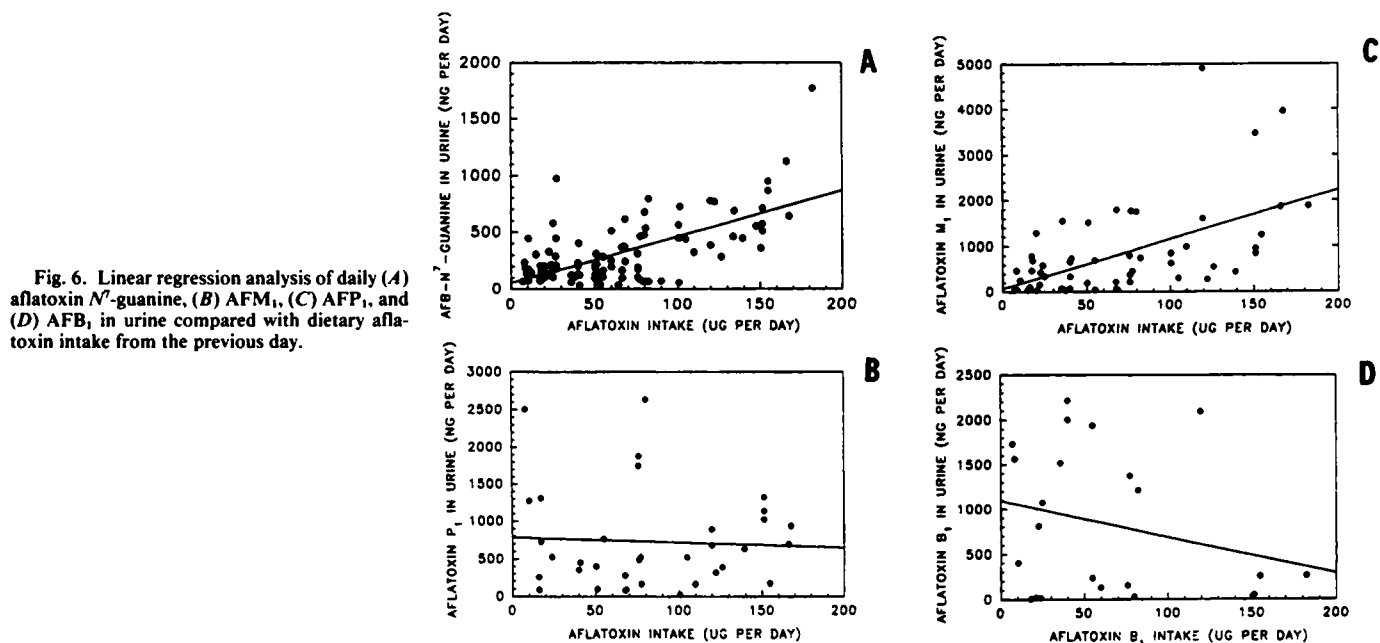 Fig. 6. Linear regression analysis of daily (A)
aflatoxin N⁷-guanine, (B) AFM₁, (C) AFP₁, and
(D) AFB₁ in urine compared with dietary afla-
toxin intake from the previous day.
A
AFB-N⁷-GUANINE IN URINE (NG PER DAY)
2000
1500
1000
500
0
0 50 100 150 200
AFLATOXIN INTAKE (UG PER DAY)
C
AFLATOXIN M₁ IN URINE (NG PER DAY)
5000
4000
3000
2000
1000
0
0 50 100 150 200
AFLATOXIN INTAKE (UG PER DAY)
B
AFLATOXIN P₁ IN URINE (NG PER DAY)
3000
2500
2000
1500
1000
500
0
0 50 100 150 200
AFLATOXIN INTAKE (UG PER DAY)
D
AFLATOXIN B₁ IN URINE (NG PER DAY)
2500
2000
1500
1000
500
0
0 50 100 150 200
AFLATOXIN B₁ INTAKE (UG PER DAY)